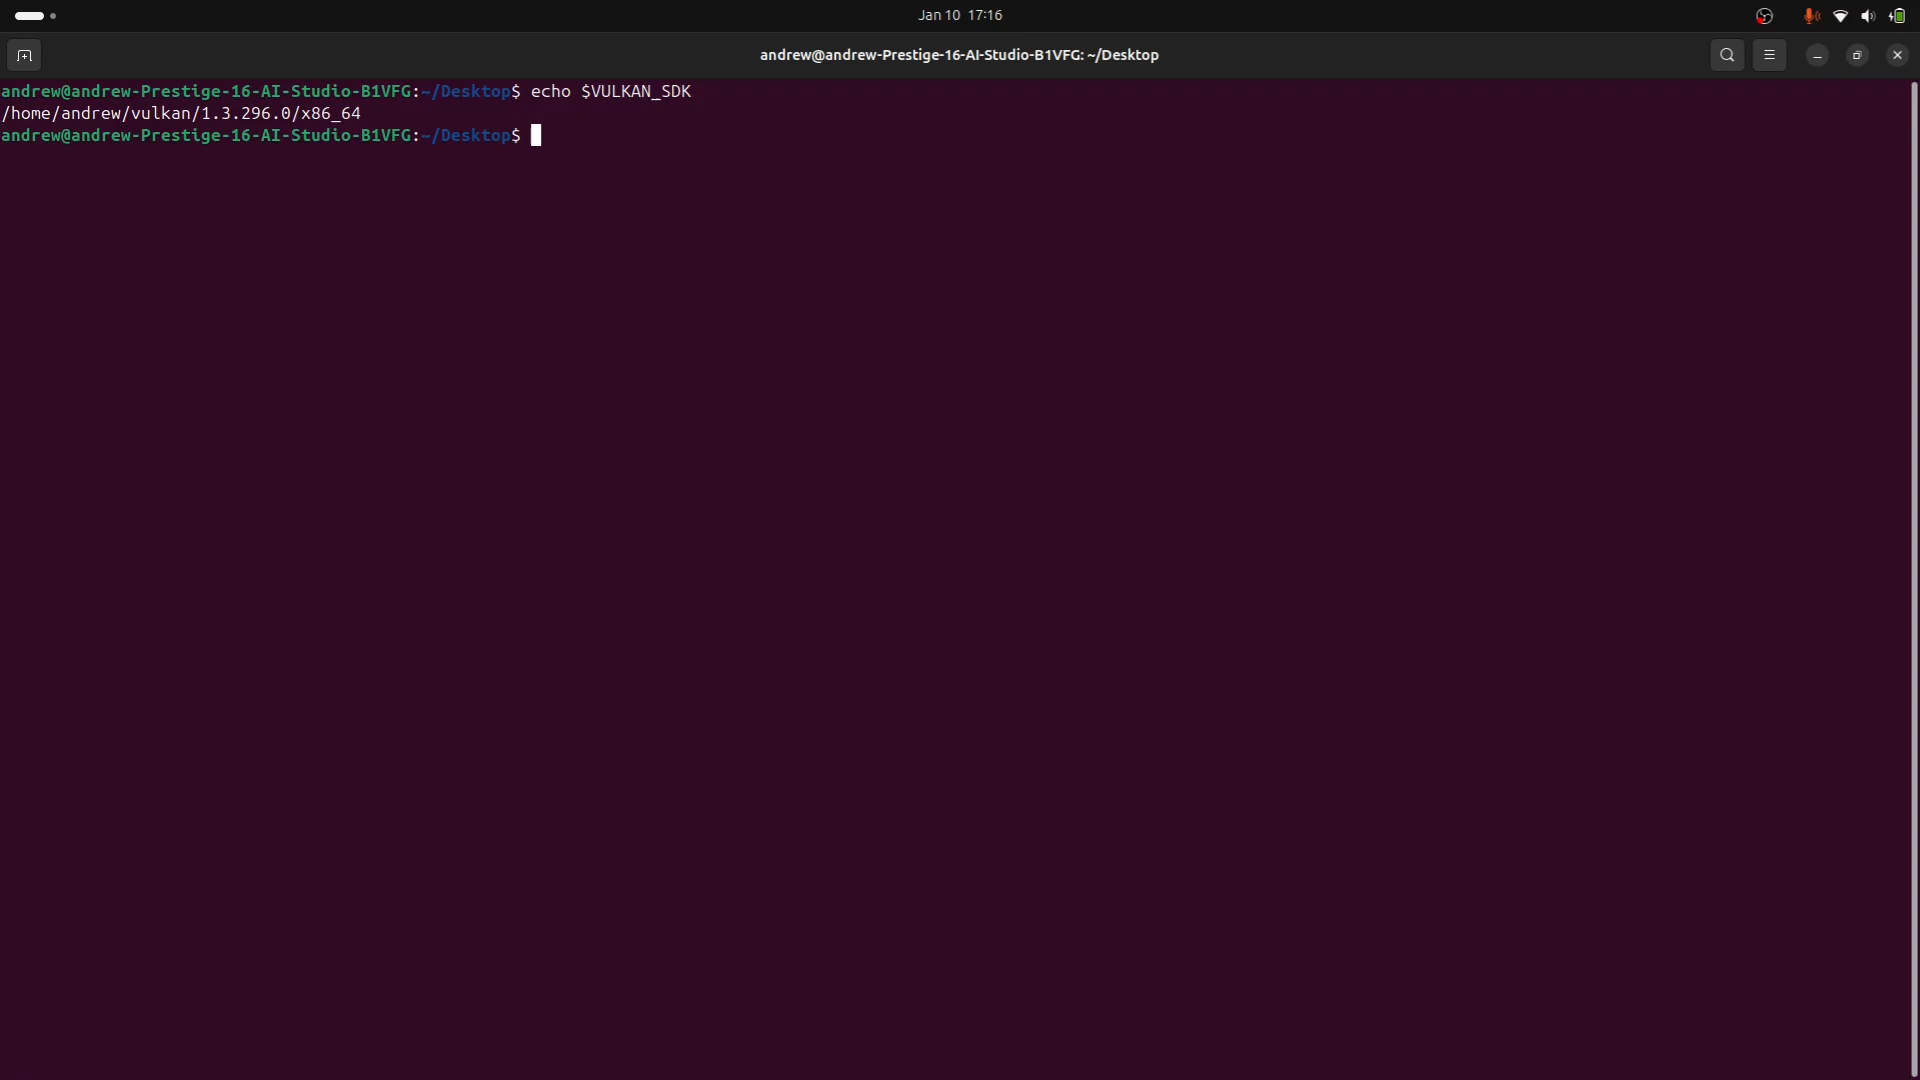 Jan 10 17:16
andrew@andrew-Prestige-16-AI-Studio-B1VFG: ~/Desktop
andrew@andrew-Prestige-16-AI-Studio-B1VFG:~/Desktop$ echo $VULKAN_SDK
/home/andrew/vulkan/1.3.296.0/x86_64
andrew@andrew-Prestige-16-AI-Studio-B1VFG:~/Desktop$